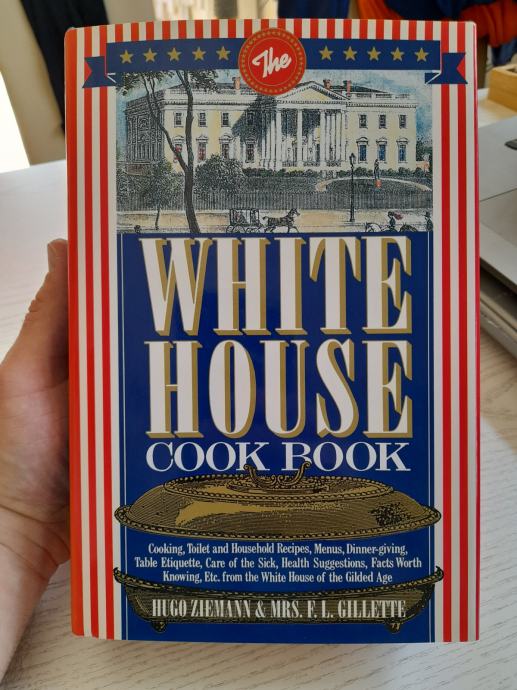 The
WHITE
HOUSE
COOK BOOK
Cooking, Toilet and Household Recipes, Menus, Dinner-giving,
Table Etiquette, Care of the Sick, Health Suggestions, Facts Worth
Knowing, Etc. from the White House of the Gilded Age
HUGO ZIEMANN & MRS. F. L. GILLETTE